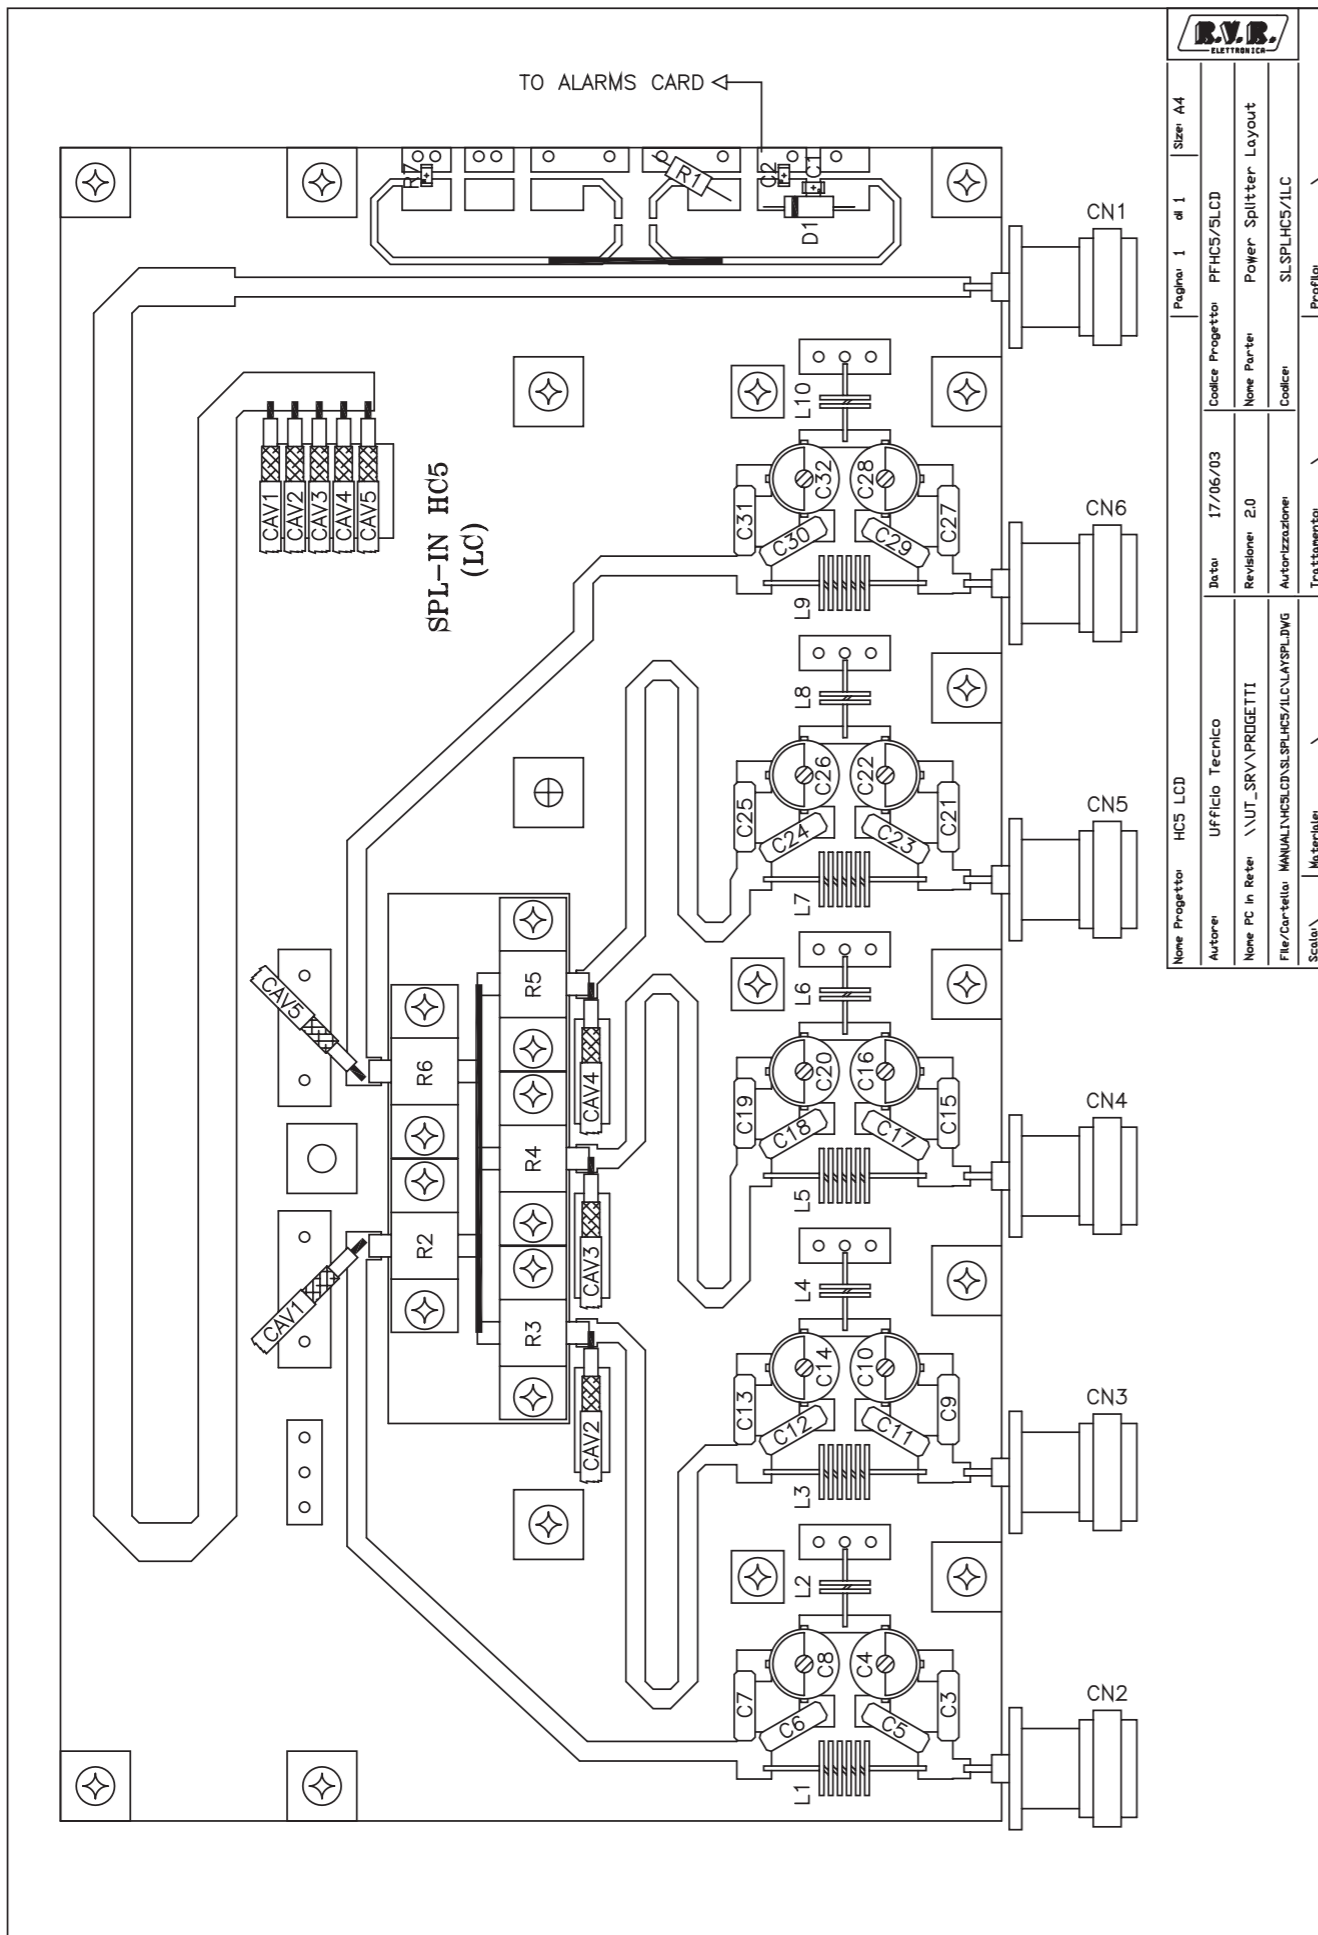 TO ALARMS CARD
R7
R1
C2
C1
D1
CN1
CAV1
CAV2
CAV3
CAV4
CAV5
SPL-IN HC5
(LC)
L10
C32
C28
C31
C30
C29
C27
L9
CN6
L8
C26
C22
C25
C24
C23
C21
L7
CN5
CAV5
R6
R5
CAV4
L6
C20
C16
C19
C18
C17
C15
L5
CN4
R4
CAV3
R2
CAV1
R3
CAV2
L4
C14
C10
C13
C12
C11
C9
L3
CN3
L2
C8
C4
C7
C6
C5
C3
L1
CN2
R.V.R.
ELETTRONICA
Nome Progetto: HC5 LCD
Pagina: 1 di 1
Size: A4
Autore: Ufficio Tecnico
Data: 17/06/03
Codice Progetto: PFHC5/5LCD
Nome PC in Rete: \\UT_SRV\PROGETTI
Revisione: 2.0
Nome Parte: Power Splitter Layout
File/Cartella: MANUALI\HC5LCD\SLSPLHC5/1LC\LAYSPL.DWG
Autorizzazione:
Codice: SLSPLHC5/1LC
Scala:
Materiale:
Trattamento:
Profilo: